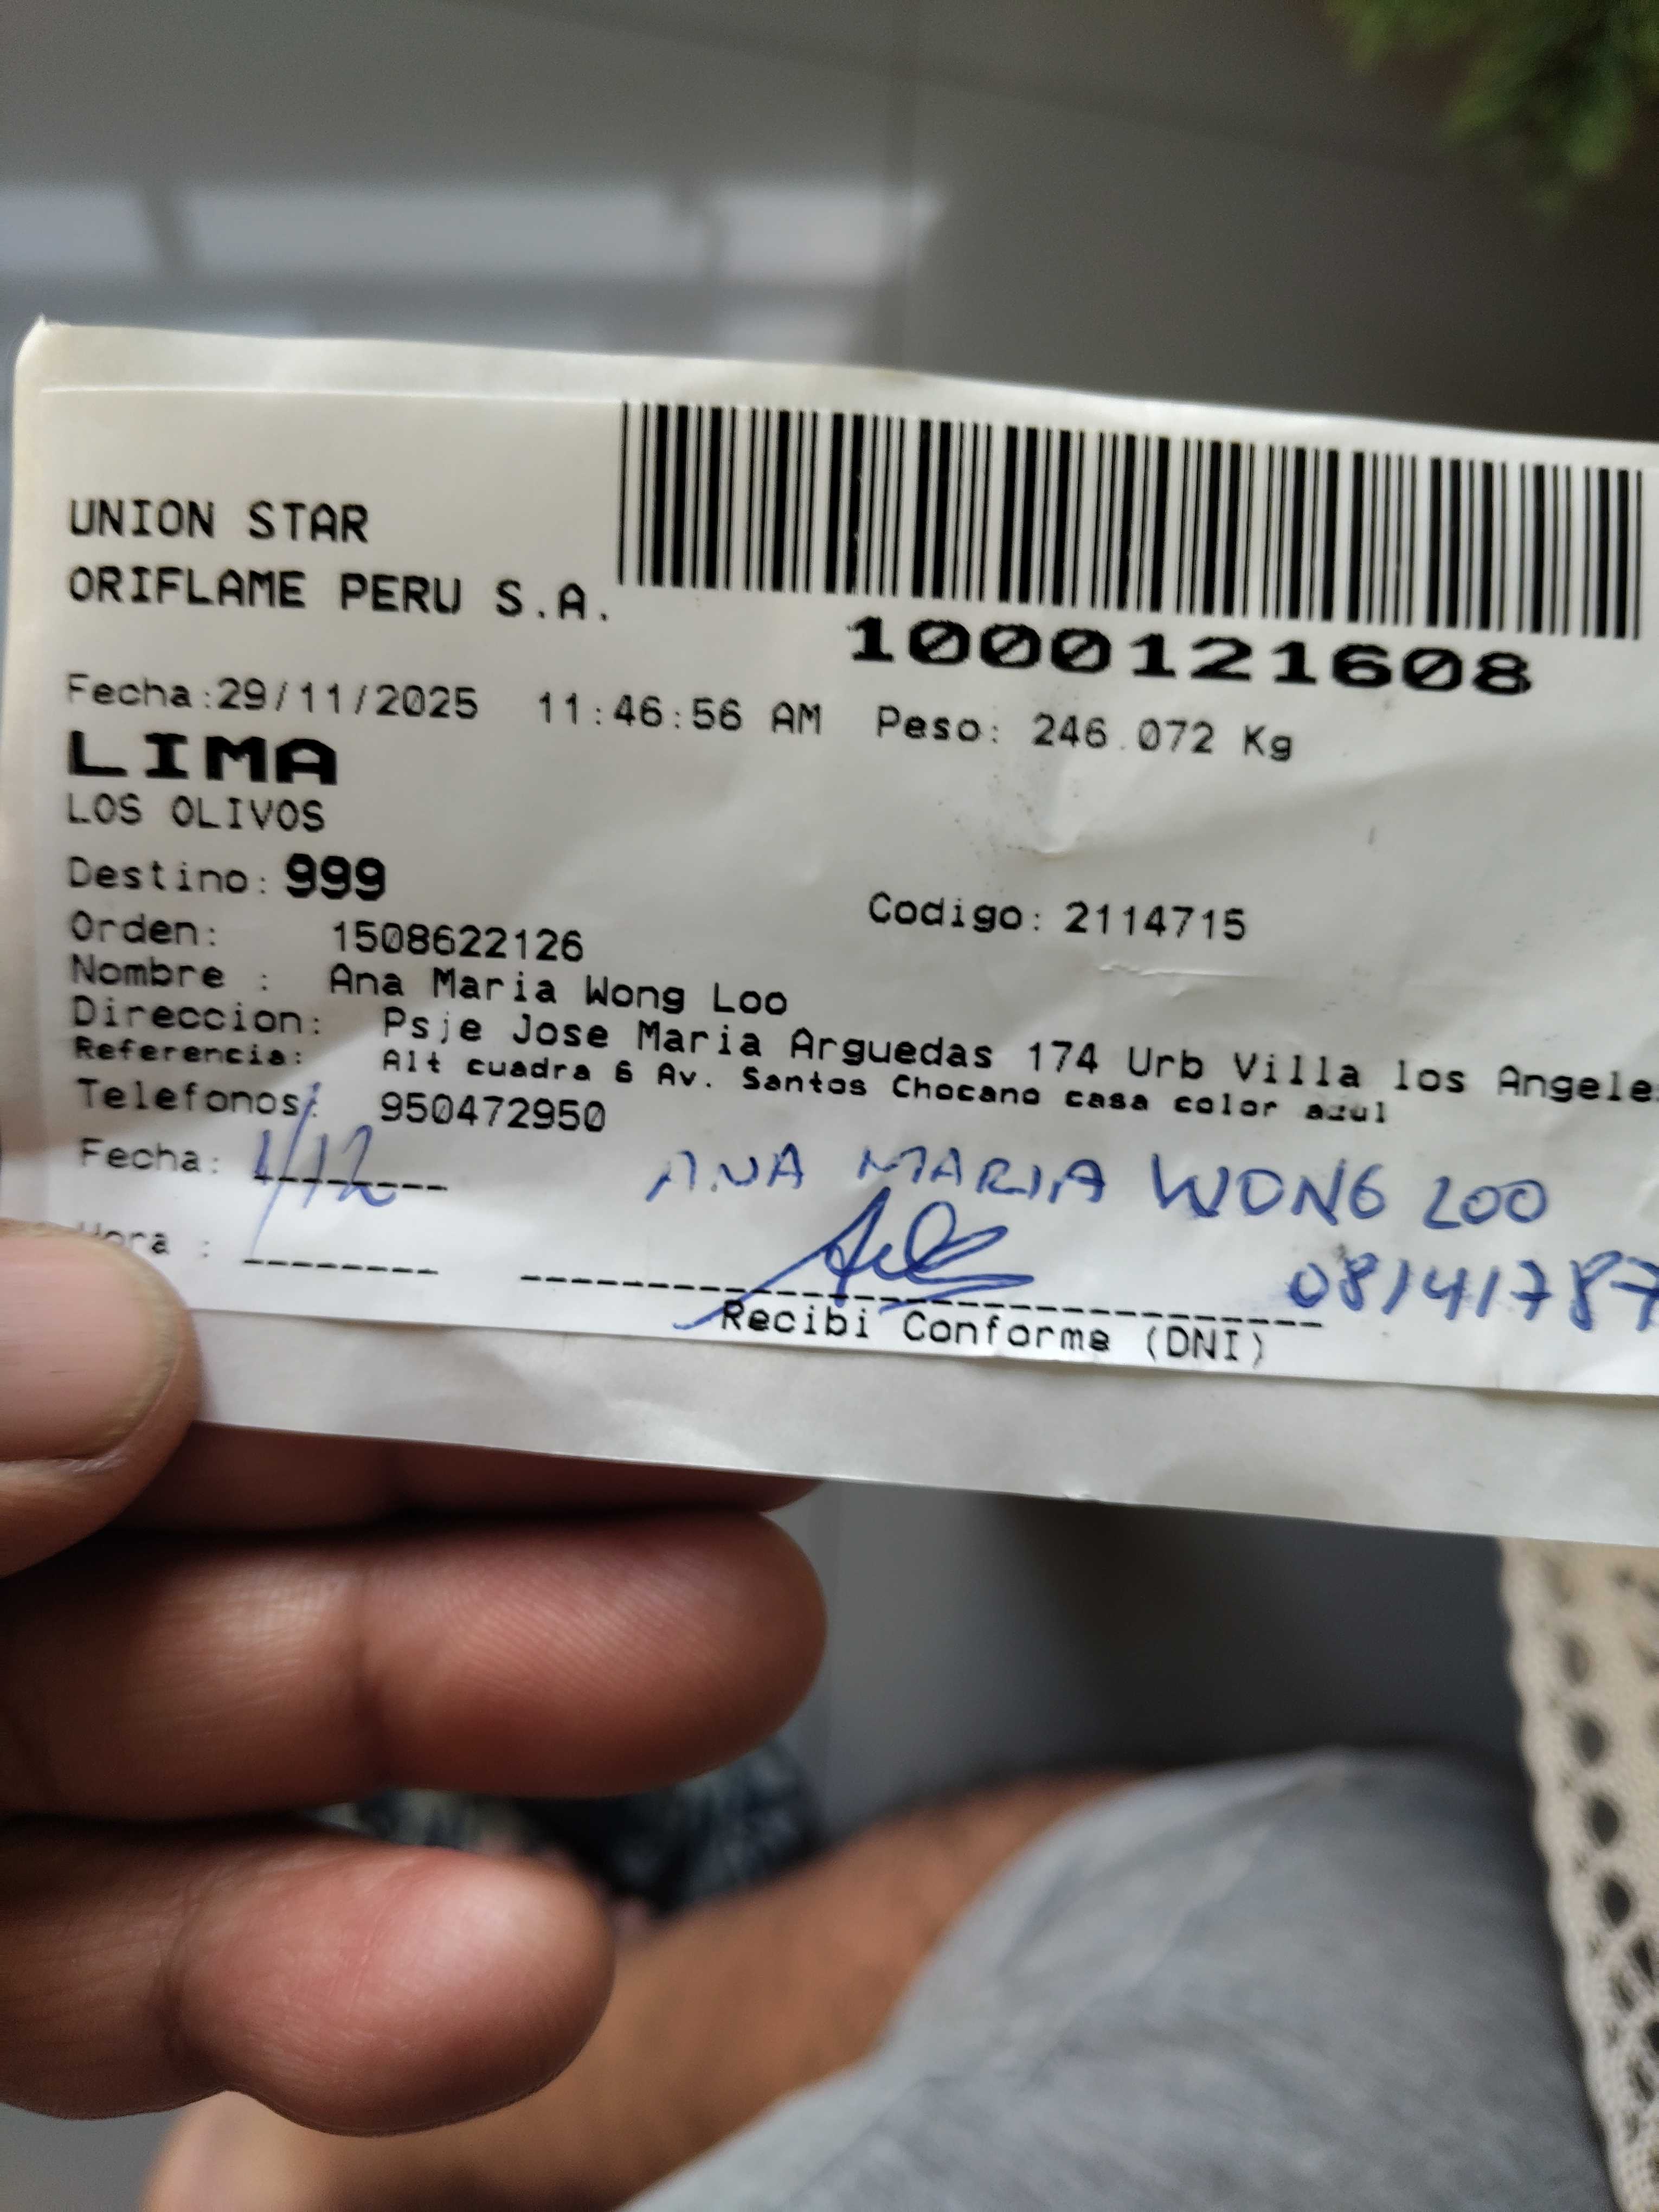 UNION STAR
ORIFLAME PERU S.A.
1000121608
Fecha:29/11/2025 11:46:56 AM Peso: 246.072 Kg
LIMA
LOS OLIVOS
Destino: 999
Codigo: 2114715
Orden: 1508622126
Nombre : Ana Maria Wong Loo
Direccion: Psje Jose Maria Arguedas 174 Urb Villa los Angeles
Referencia: Alt cuadra 6 Av. Santos Chocano casa color azul
Telefonos: 950472950
Fecha: 1/12
ANA MARIA WONG LOO
Hora :
08141787
Recibi Conforme (DNI)